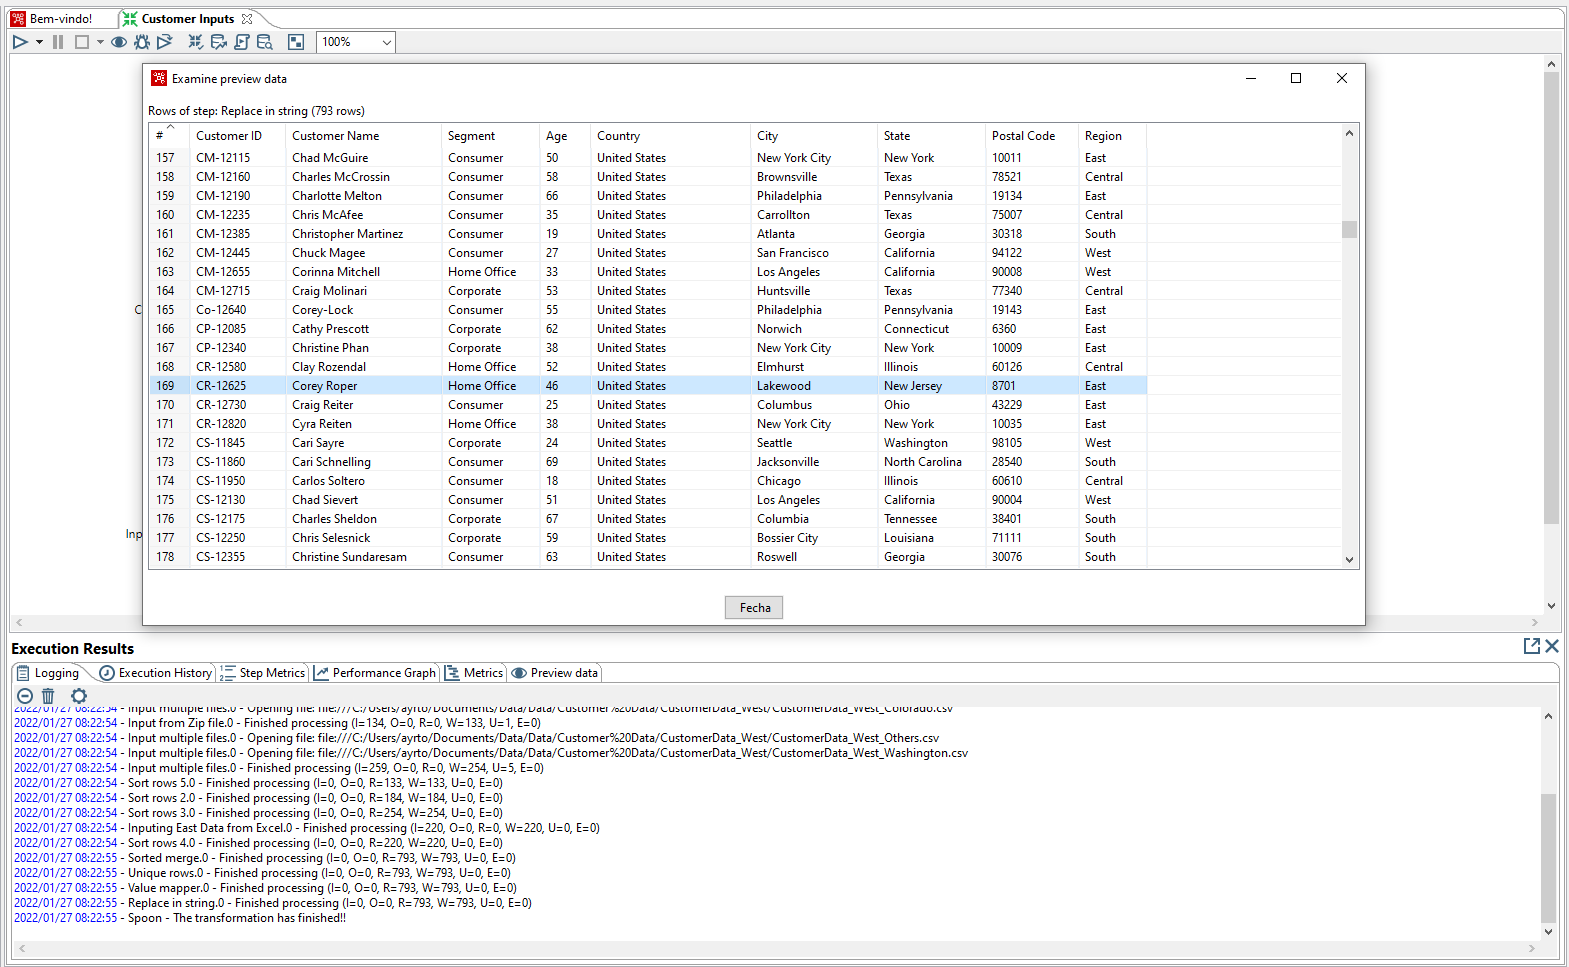 Bem-vindo!
Customer Inputs
100%
Examine preview data
Rows of step: Replace in string (793 rows)
# Customer ID Customer Name Segment Age Country City State Postal Code Region
157 CM-12115 Chad McGuire Consumer 50 United States New York City New York 10011 East
158 CM-12160 Charles McCrossin Consumer 58 United States Brownsville Texas 78521 Central
159 CM-12190 Charlotte Melton Consumer 66 United States Philadelphia Pennsylvania 19134 East
160 CM-12235 Chris McAfee Consumer 35 United States Carrollton Texas 75007 Central
161 CM-12385 Christopher Martinez Consumer 19 United States Atlanta Georgia 30318 South
162 CM-12445 Chuck Magee Consumer 27 United States San Francisco California 94122 West
163 CM-12655 Corinna Mitchell Home Office 33 United States Los Angeles California 90008 West
164 CM-12715 Craig Molinari Corporate 53 United States Huntsville Texas 77340 Central
165 Co-12640 Corey-Lock Consumer 55 United States Philadelphia Pennsylvania 19143 East
166 CP-12085 Cathy Prescott Corporate 62 United States Norwich Connecticut 6360 East
167 CP-12340 Christine Phan Corporate 38 United States New York City New York 10009 East
168 CR-12580 Clay Rozendal Home Office 52 United States Elmhurst Illinois 60126 Central
169 CR-12625 Corey Roper Home Office 46 United States Lakewood New Jersey 8701 East
170 CR-12730 Craig Reiter Consumer 25 United States Columbus Ohio 43229 East
171 CR-12820 Cyra Reiten Home Office 38 United States New York City New York 10035 East
172 CS-11845 Cari Sayre Corporate 24 United States Seattle Washington 98105 West
173 CS-11860 Cari Schnelling Consumer 69 United States Jacksonville North Carolina 28540 South
174 CS-11950 Carlos Soltero Consumer 18 United States Chicago Illinois 60610 Central
175 CS-12130 Chad Sievert Consumer 51 United States Los Angeles California 90004 West
176 CS-12175 Charles Sheldon Corporate 67 United States Columbia Tennessee 38401 South
177 CS-12250 Chris Selesnick Corporate 59 United States Bossier City Louisiana 71111 South
178 CS-12355 Christine Sundaresam Consumer 63 United States Roswell Georgia 30076 South
C
Inp
Fecha
Execution Results
Logging Execution History Step Metrics Performance Graph Metrics Preview data
2022/01/27 08:22:54 - Input multiple files.0 - Opening file: file:///C:/Users/ayrto/Documents/Data/Data/Customer%20Data/CustomerData_West/CustomerData_West_Colorado.csv
2022/01/27 08:22:54 - Input from Zip file.0 - Finished processing (I=134, O=0, R=0, W=133, U=1, E=0)
2022/01/27 08:22:54 - Input multiple files.0 - Opening file: file:///C:/Users/ayrto/Documents/Data/Data/Customer%20Data/CustomerData_West/CustomerData_West_Others.csv
2022/01/27 08:22:54 - Input multiple files.0 - Opening file: file:///C:/Users/ayrto/Documents/Data/Data/Customer%20Data/CustomerData_West/CustomerData_West_Washington.csv
2022/01/27 08:22:54 - Input multiple files.0 - Finished processing (I=259, O=0, R=0, W=254, U=5, E=0)
2022/01/27 08:22:54 - Sort rows 5.0 - Finished processing (I=0, O=0, R=133, W=133, U=0, E=0)
2022/01/27 08:22:54 - Sort rows 2.0 - Finished processing (I=0, O=0, R=184, W=184, U=0, E=0)
2022/01/27 08:22:54 - Sort rows 3.0 - Finished processing (I=0, O=0, R=254, W=254, U=0, E=0)
2022/01/27 08:22:54 - Inputing East Data from Excel.0 - Finished processing (I=220, O=0, R=0, W=220, U=0, E=0)
2022/01/27 08:22:54 - Sort rows 4.0 - Finished processing (I=0, O=0, R=220, W=220, U=0, E=0)
2022/01/27 08:22:55 - Sorted merge.0 - Finished processing (I=0, O=0, R=793, W=793, U=0, E=0)
2022/01/27 08:22:55 - Unique rows.0 - Finished processing (I=0, O=0, R=793, W=793, U=0, E=0)
2022/01/27 08:22:55 - Value mapper.0 - Finished processing (I=0, O=0, R=793, W=793, U=0, E=0)
2022/01/27 08:22:55 - Replace in string.0 - Finished processing (I=0, O=0, R=793, W=793, U=0, E=0)
2022/01/27 08:22:55 - Spoon - The transformation has finished!!